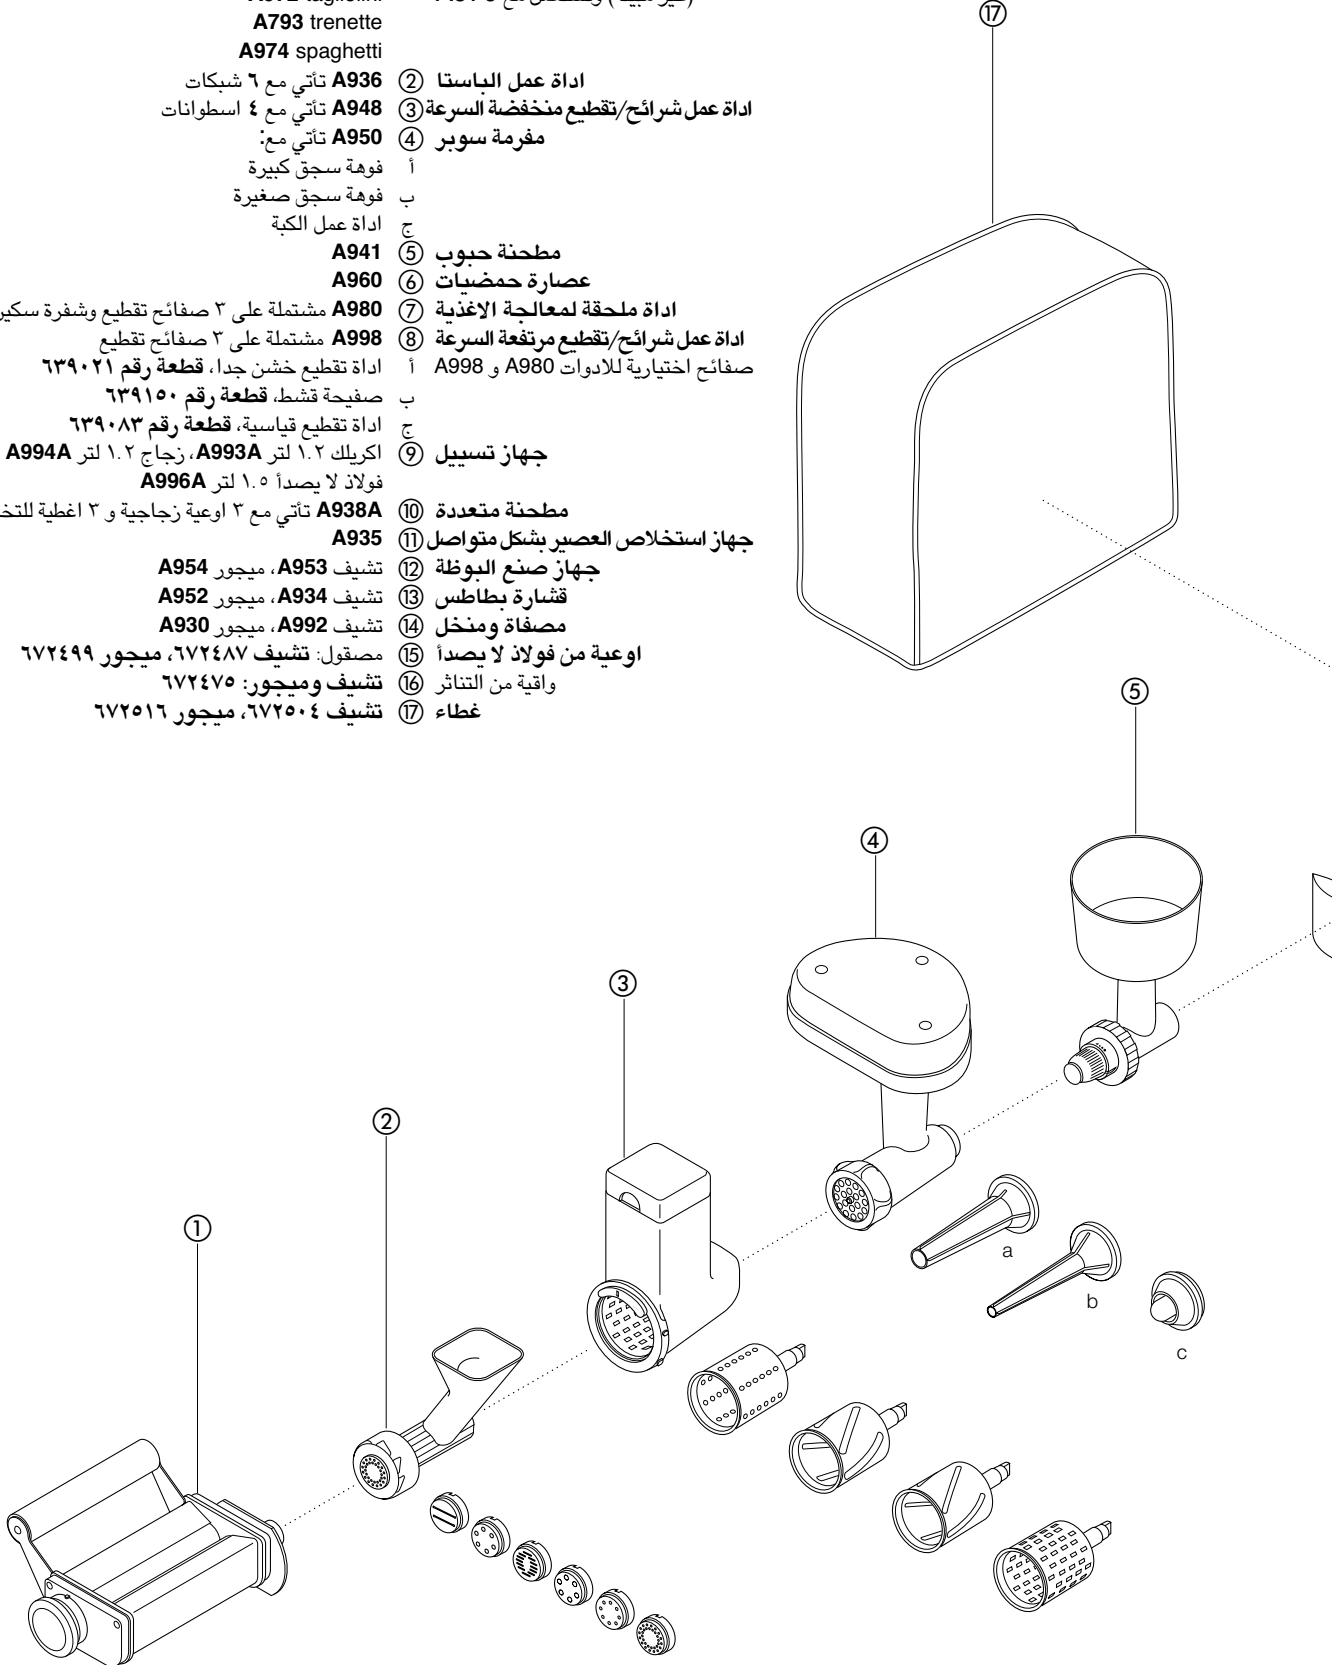 A793 trenette
A974 spaghetti
اداة عمل الباستا ② A936 تأتي مع ٦ شبكات
اداة عمل شرائح/تقطيع منخفضة السرعة ③ A948 تأتي مع ٤ اسطوانات
مفرمة سوبر ④ A950 تأتي مع:
أ فوهة سجق كبيرة
ب فوهة سجق صغيرة
ج اداة عمل الكبة
مطحنة حبوب ⑤ A941
عصارة حمضيات ⑥ A960
اداة ملحقة لمعالجة الاغذية ⑦ A980 مشتملة على ٣ صفائح تقطيع وشفرة
اداة عمل شرائح/تقطيع مرتفعة السرعة ⑧ A998 مشتملة على ٣ صفائح تقطيع
صفائح اختيارية للادوات A980 و A998 أ اداة تقطيع خشن جدا، قطعة رقم ٦٣٩٠٢١
ب صفيحة قشط، قطعة رقم ٦٣٩١٥٠
ج اداة تقطيع قياسية، قطعة رقم ٦٣٩٠٨٣
جهاز تسييل ⑨ اكريلك ١.٢ لتر A993A، زجاج ١.٢ لتر A994A
فولاذ لا يصدأ ١.٥ لتر A996A
مطحنة متعددة ⑩ A938A تأتي مع ٣ اوعية زجاجية و ٣ اغطية
جهاز استخلاص العصير بشكل متواصل ⑪ A935
جهاز صنع البوظة ⑫ تشيف A953، ميجور A954
قشارة بطاطس ⑬ تشيف A934، ميجور A952
مصفاة ومنخل ⑭ تشيف A992، ميجور A930
اوعية من فولاذ لا يصدأ ⑮ مصقول: تشيف ٦٧٢٤٨٧، ميجور ٦٧٢٤٩٩
واقية من التناثر ⑯ تشيف وميجور: ٦٧٢٤٧٥
غطاء ⑰ تشيف ٦٧٢٥٠٤، ميجور ٦٧٢٥١٦
⑰
⑤
④
③
②
①
a
b
c